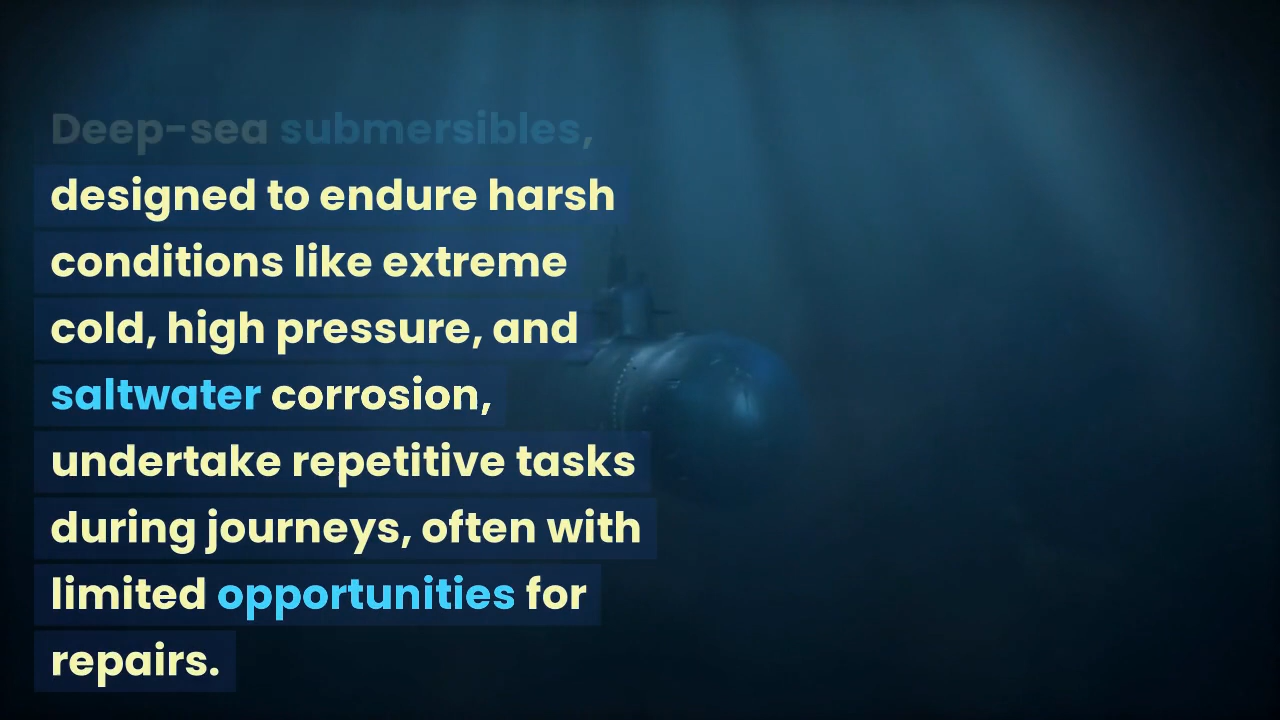 Deep-sea submersibles,
designed to endure harsh
conditions like extreme
cold, high pressure, and
saltwater corrosion,
undertake repetitive tasks
during journeys, often with
limited opportunities for
repairs.